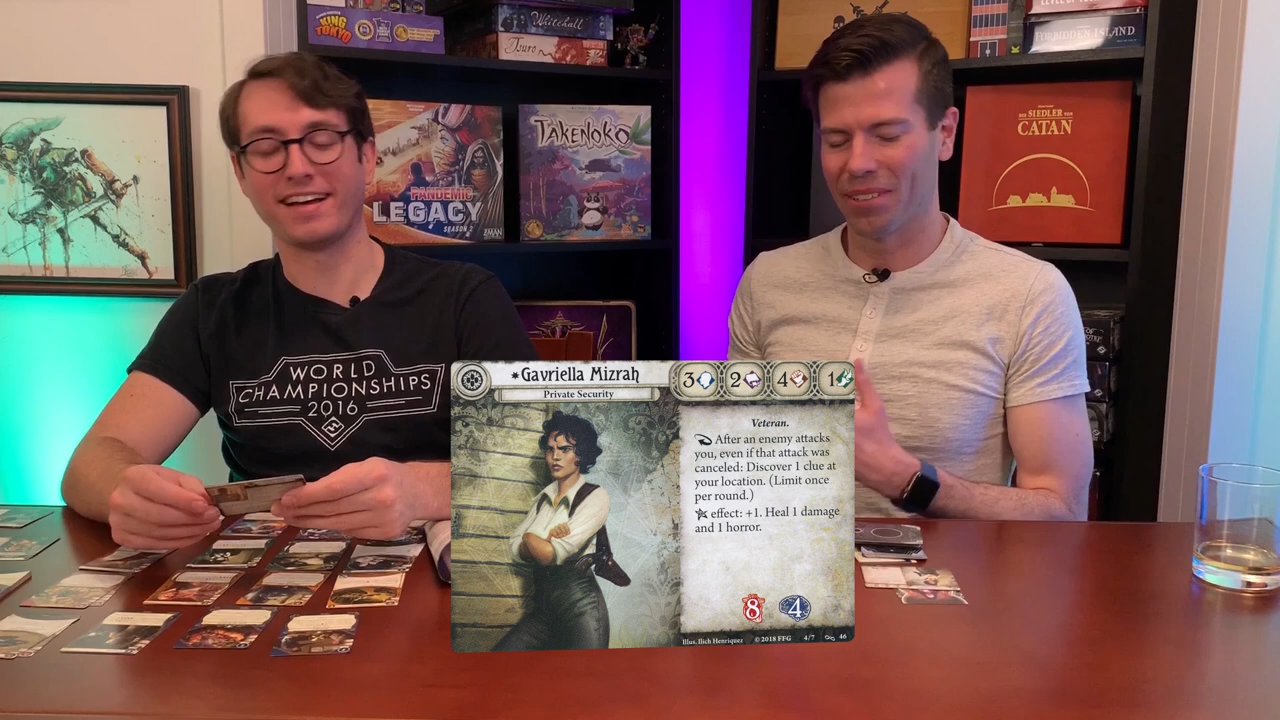 KING OF TOKYO
Whitehall
Tsuro
FORBIDDEN ISLAND
PANDEMIC
LEGACY
SEASON 2
ZMAN
TAKENOKO
DIE SIEDLER VON
CATAN
WORLD
CHAMPIONSHIPS
2016
Gavriella Mizrah
Private Security
3 2 4 1
Veteran.
After an enemy attacks
you, even if that attack was
canceled: Discover 1 clue at
your location. (Limit once
per round.)
effect: +1. Heal 1 damage
and 1 horror.
8 4
Illus. Ilich Henriquez © 2018 FFG 4/7 46